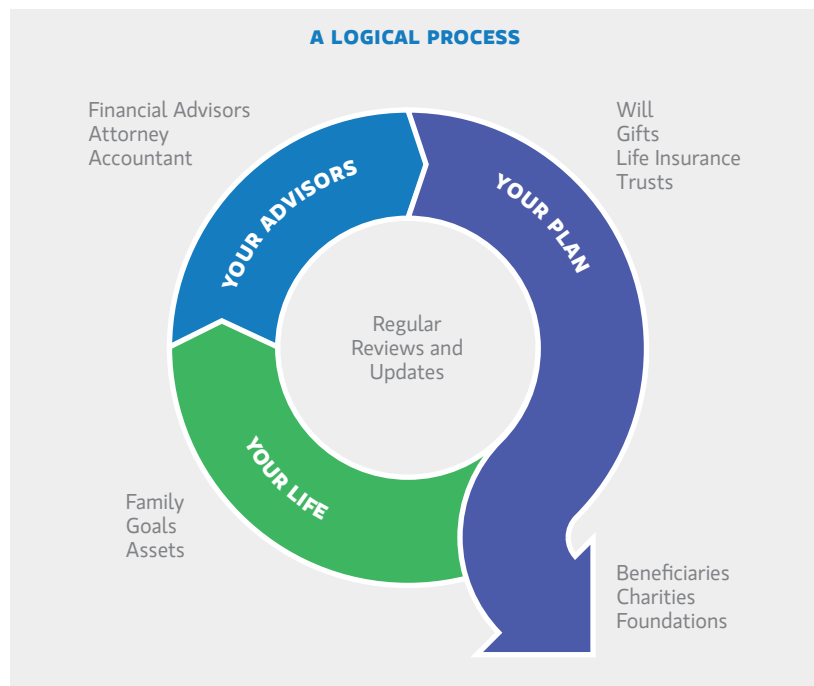 A LOGICAL PROCESS
Financial Advisors
Attorney
Accountant
Will
Gifts
Life Insurance
Trusts
YOUR ADVISORS
YOUR PLAN
Regular
Reviews and
Updates
YOUR LIFE
Family
Goals
Assets
Beneficiaries
Charities
Foundations